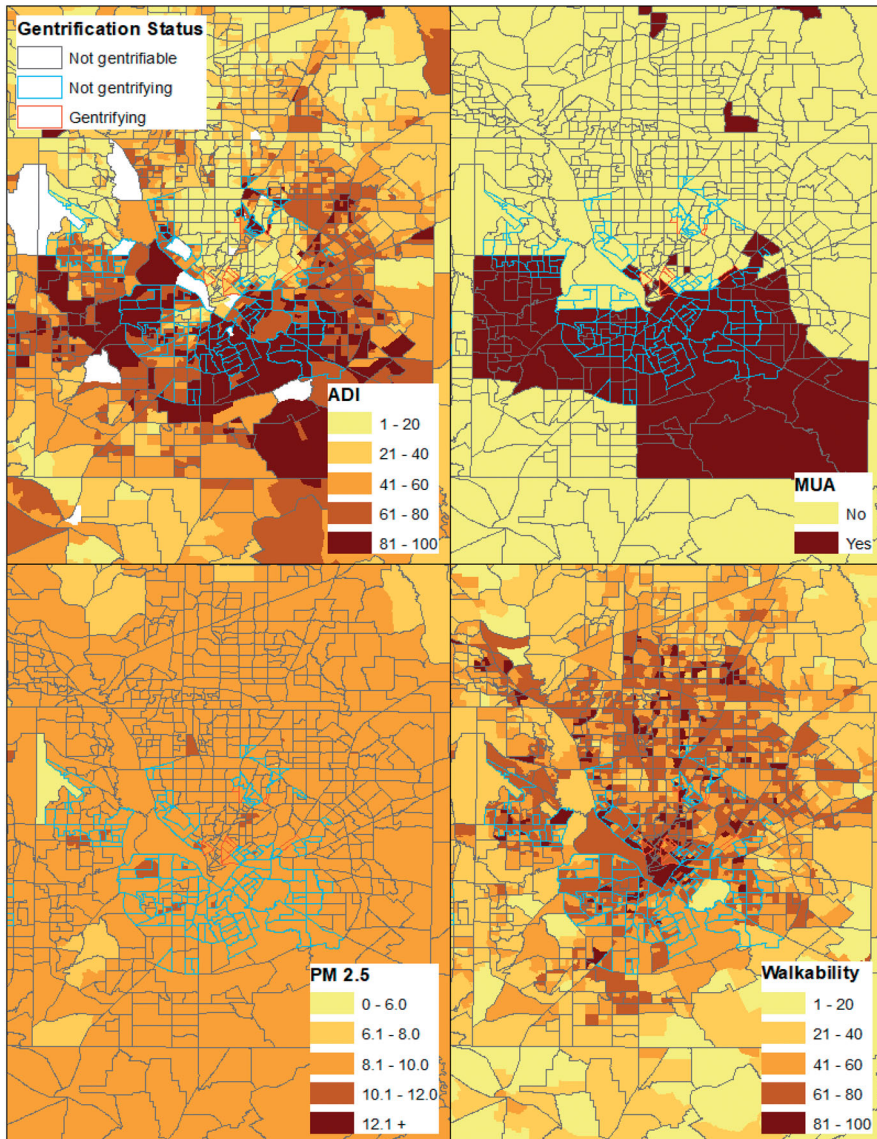 Gentrification Status
Not gentrifiable
Not gentrifying
Gentrifying
ADI
1 - 20
21 - 40
41 - 60
61 - 80
81 - 100
MUA
No
Yes
PM 2.5
0 - 6.0
6.1 - 8.0
8.1 - 10.0
10.1 - 12.0
12.1 +
Walkability
1 - 20
21 - 40
41 - 60
61 - 80
81 - 100